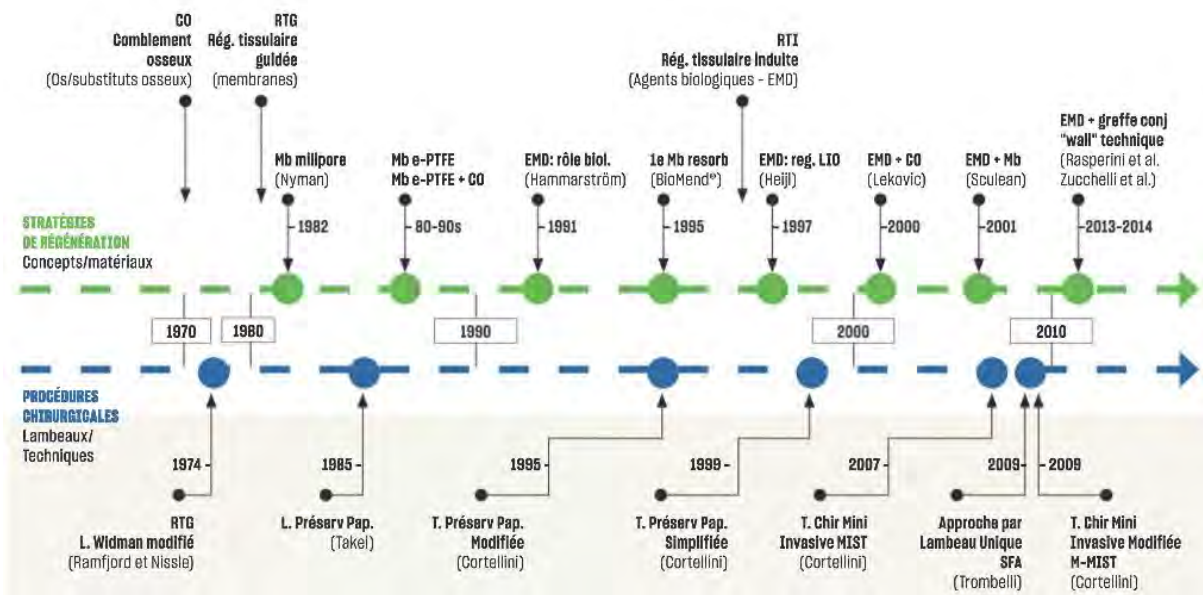 CO
Comblement
osseux
(Os/substituts osseux)
RTG
Rég. tissulaire
guidée
(membranes)
RTI
Rég. tissulaire induite
(Agents biologiques - EMD)
Mb milipore
(Nyman)
Mb e-PTFE
Mb e-PTFE + CO
EMD: rôle biol.
(Hammarström)
1e Mb resorb
(BioMend®)
EMD: reg. LIO
(Heijl)
EMD + CO
(Lekovic)
EMD + Mb
(Sculean)
EMD + greffe conj
"wall" technique
(Rasperini et al.
Zucchelli et al.)
1982
80-90s
1991
1995
1997
2000
2001
2013-2014
STRATÉGIES
DE RÉGÉNÉRATION
Concepts/matériaux
1970
1980
1990
2000
2010
PROCÉDURES
CHIRURGICALES
Lambeaux/
Techniques
1974
1985
1995
1999
2007
2009
2009
RTG
L. Widman modifié
(Ramfjord et Nissle)
L. Préserv Pap.
(Takei)
T. Préserv Pap.
Modifiée
(Cortellini)
T. Préserv Pap.
Simplifiée
(Cortellini)
T. Chir Mini
Invasive MIST
(Cortellini)
Approche par
Lambeau Unique
SFA
(Trombelli)
T. Chir Mini
Invasive Modifiée
M-MIST
(Cortellini)